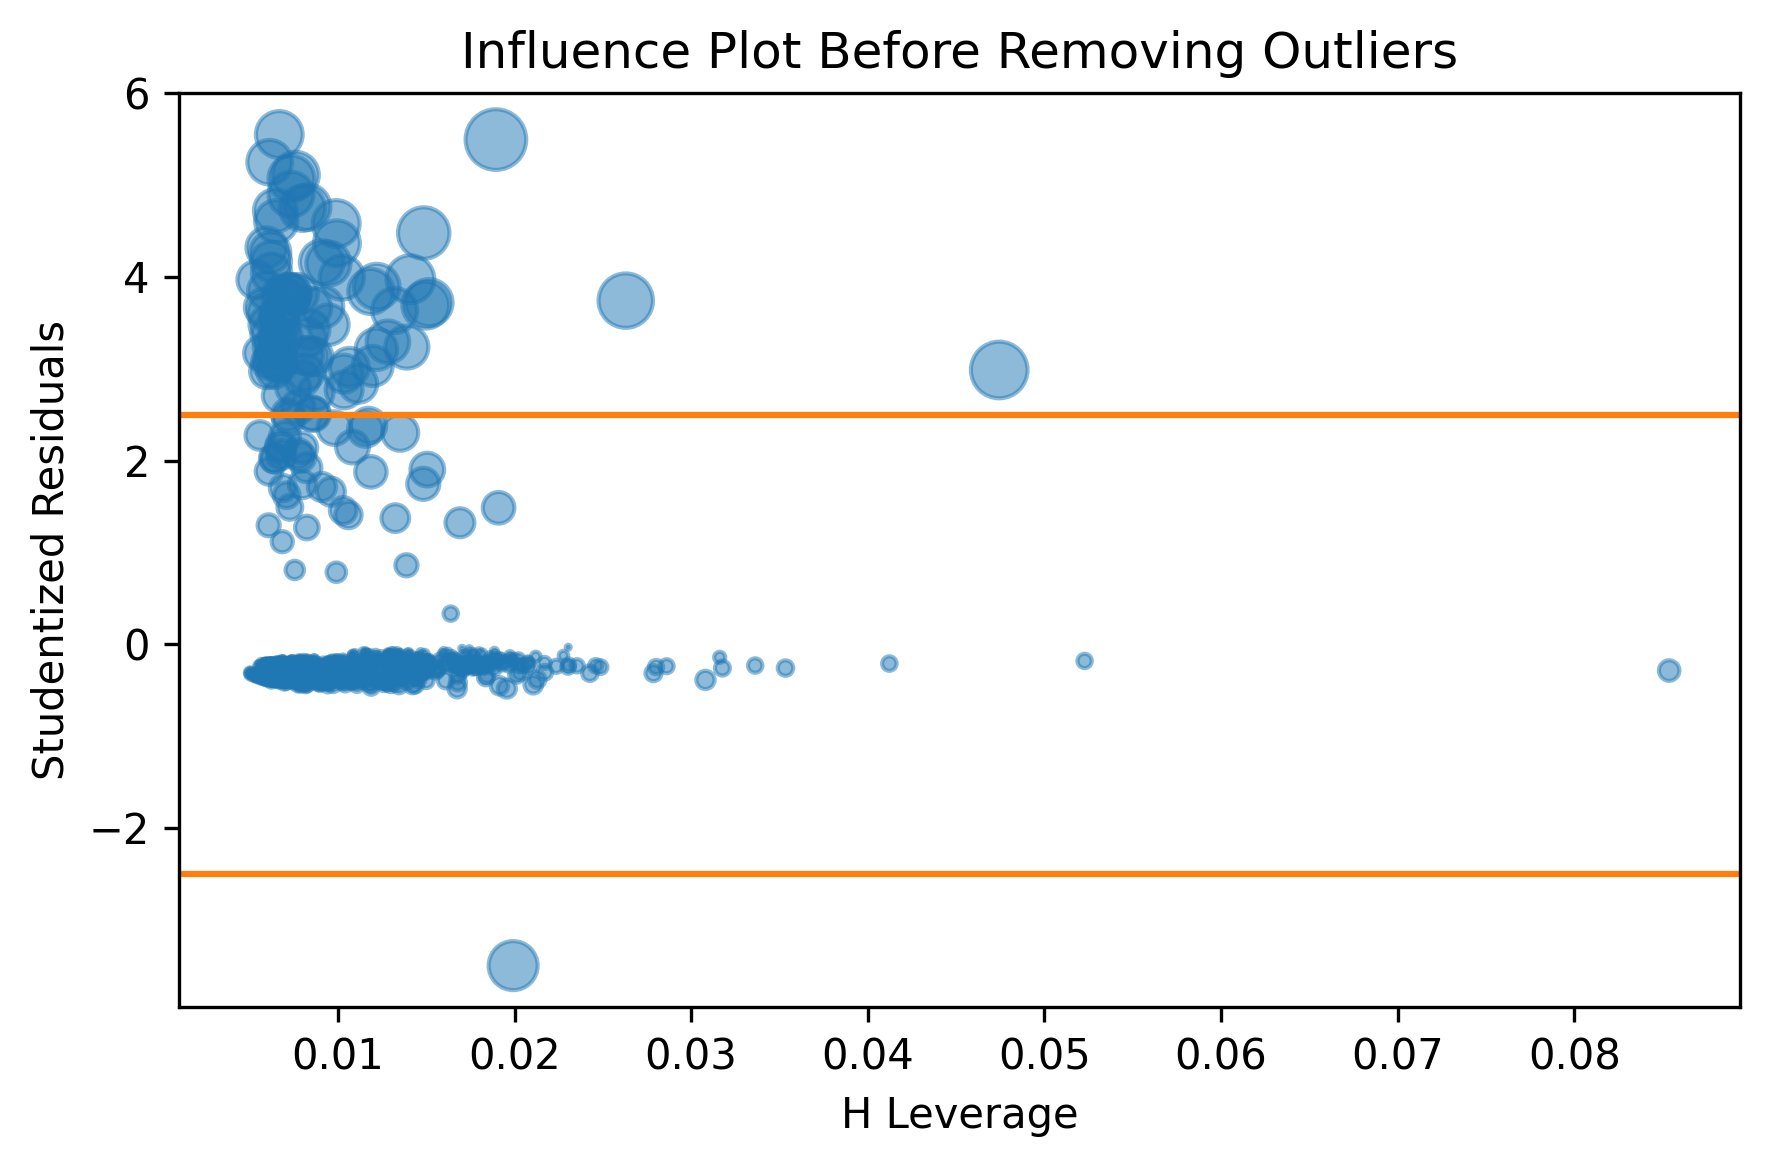 Influence Plot Before Removing Outliers
6
4
2
0
−2
Studentized Residuals
0.01 0.02 0.03 0.04 0.05 0.06 0.07 0.08
H Leverage